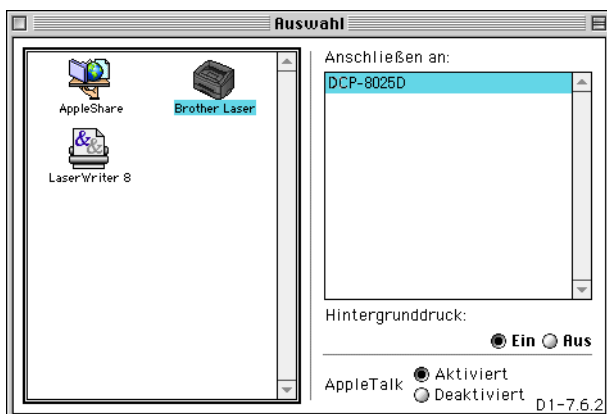 Auswahl
AppleShare
Brother Laser
LaserWriter 8
Anschließen an:
DCP-8025D
Hintergrunddruck:
Ein Aus
AppleTalk
Aktiviert
Deaktiviert
D1-7.6.2